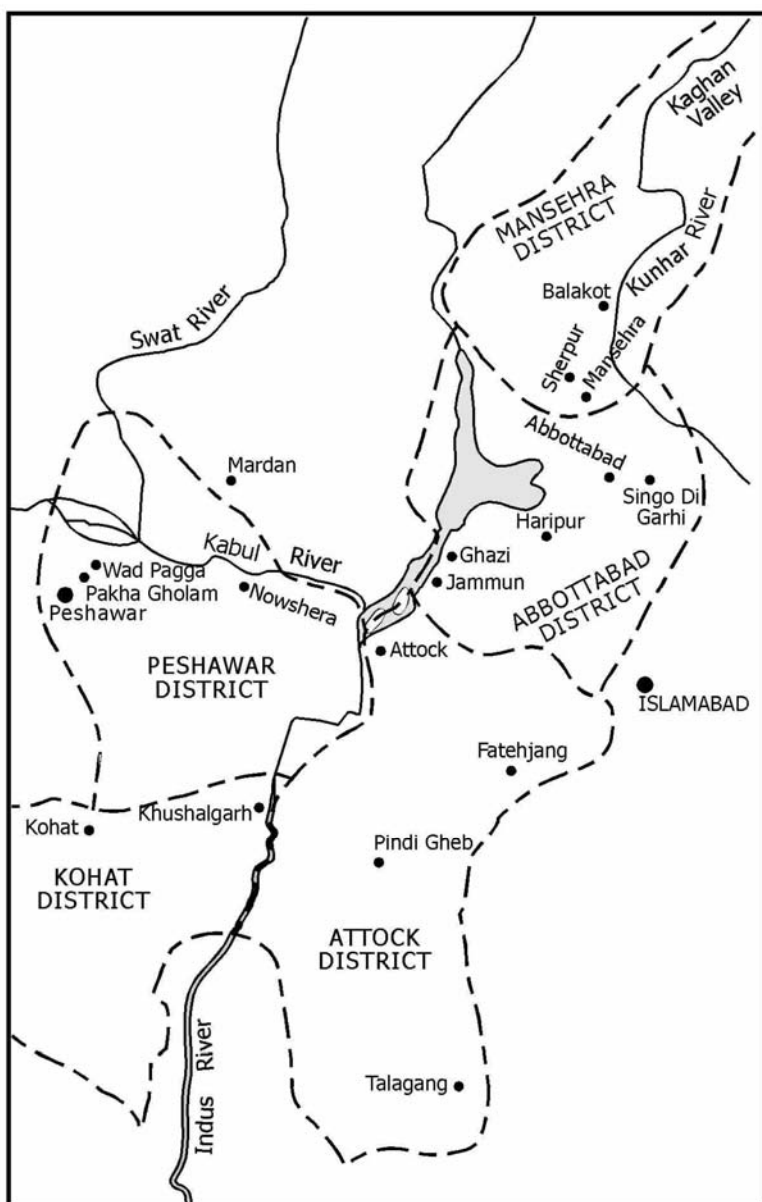 Kaghan
Valley
MANSEHRA
DISTRICT
Kunhar River
Balakot
Swat River
Sherpur
Mansehra
Abbottabad
Mardan
Singo Di
Garhi
Haripur
Kabul River
Ghazi
Wad Pagga
Jammun
Pakha Gholam
Nowshera
Peshawar
ABBOTTABAD
DISTRICT
Attock
PESHAWAR
DISTRICT
ISLAMABAD
Fatehjang
Khushalgarh
Kohat
Pindi Gheb
KOHAT
DISTRICT
ATTOCK
DISTRICT
Talagang
Indus River